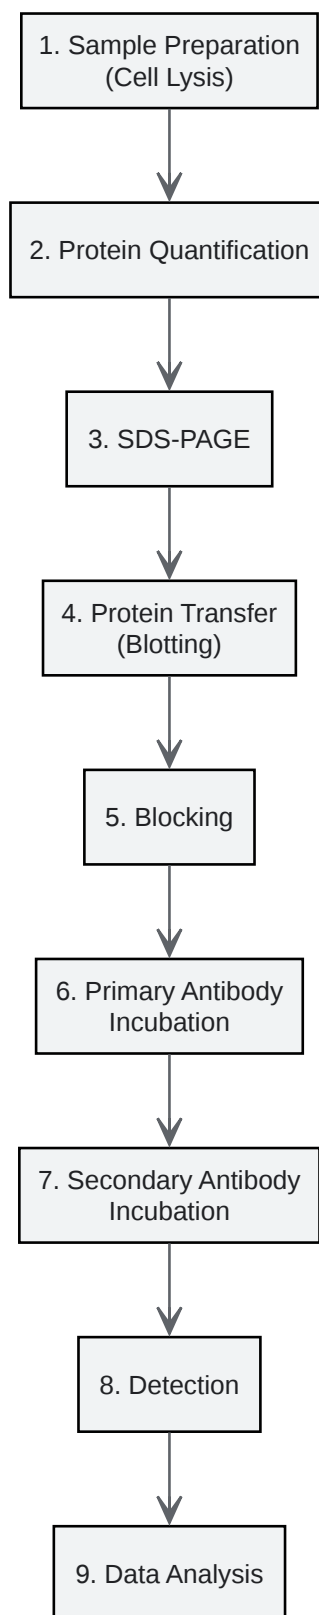 1. Sample Preparation
(Cell Lysis)
2. Protein Quantification
3. SDS-PAGE
4. Protein Transfer
(Blotting)
5. Blocking
6. Primary Antibody
Incubation
7. Secondary Antibody
Incubation
8. Detection
9. Data Analysis